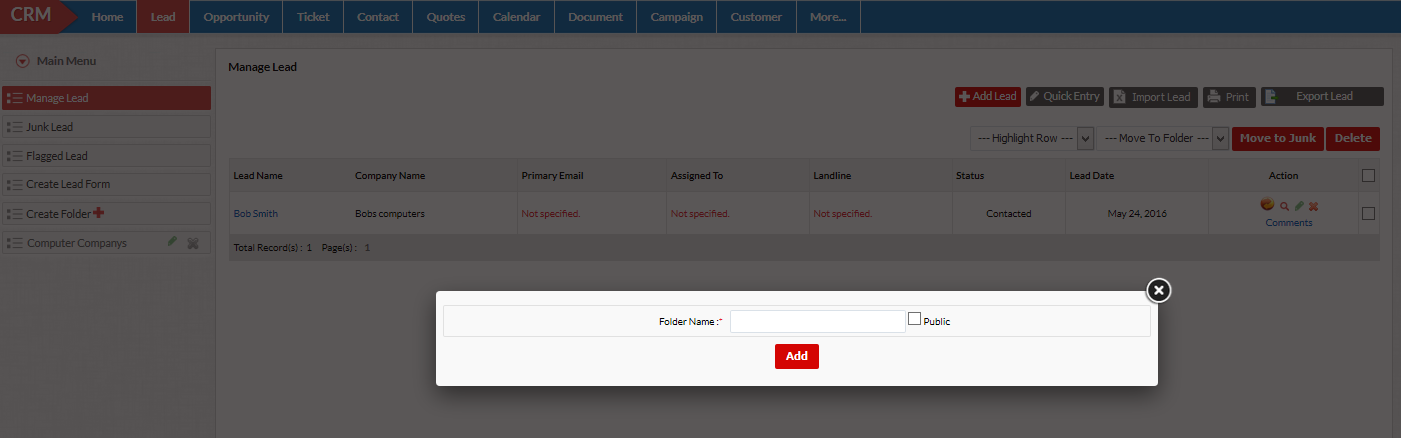 CRM Home Lead Opportunity Ticket Contact Quotes Calendar Document Campaign Customer More...
Main Menu
Manage Lead
Junk Lead
Flagged Lead
Create Lead Form
Create Folder
Computer Companys
Manage Lead
Add Lead Quick Entry Import Lead Print Export Lead
--- Highlight Row --- --- Move To Folder --- Move to Junk Delete
Lead Name Company Name Primary Email Assigned To Landline Status Lead Date Action
Bob Smith Bobs computers Not specified. Not specified. Not specified. Contacted May 24, 2016
Comments
Total Record(s) : 1 Page(s) : 1
Folder Name :* Public
Add